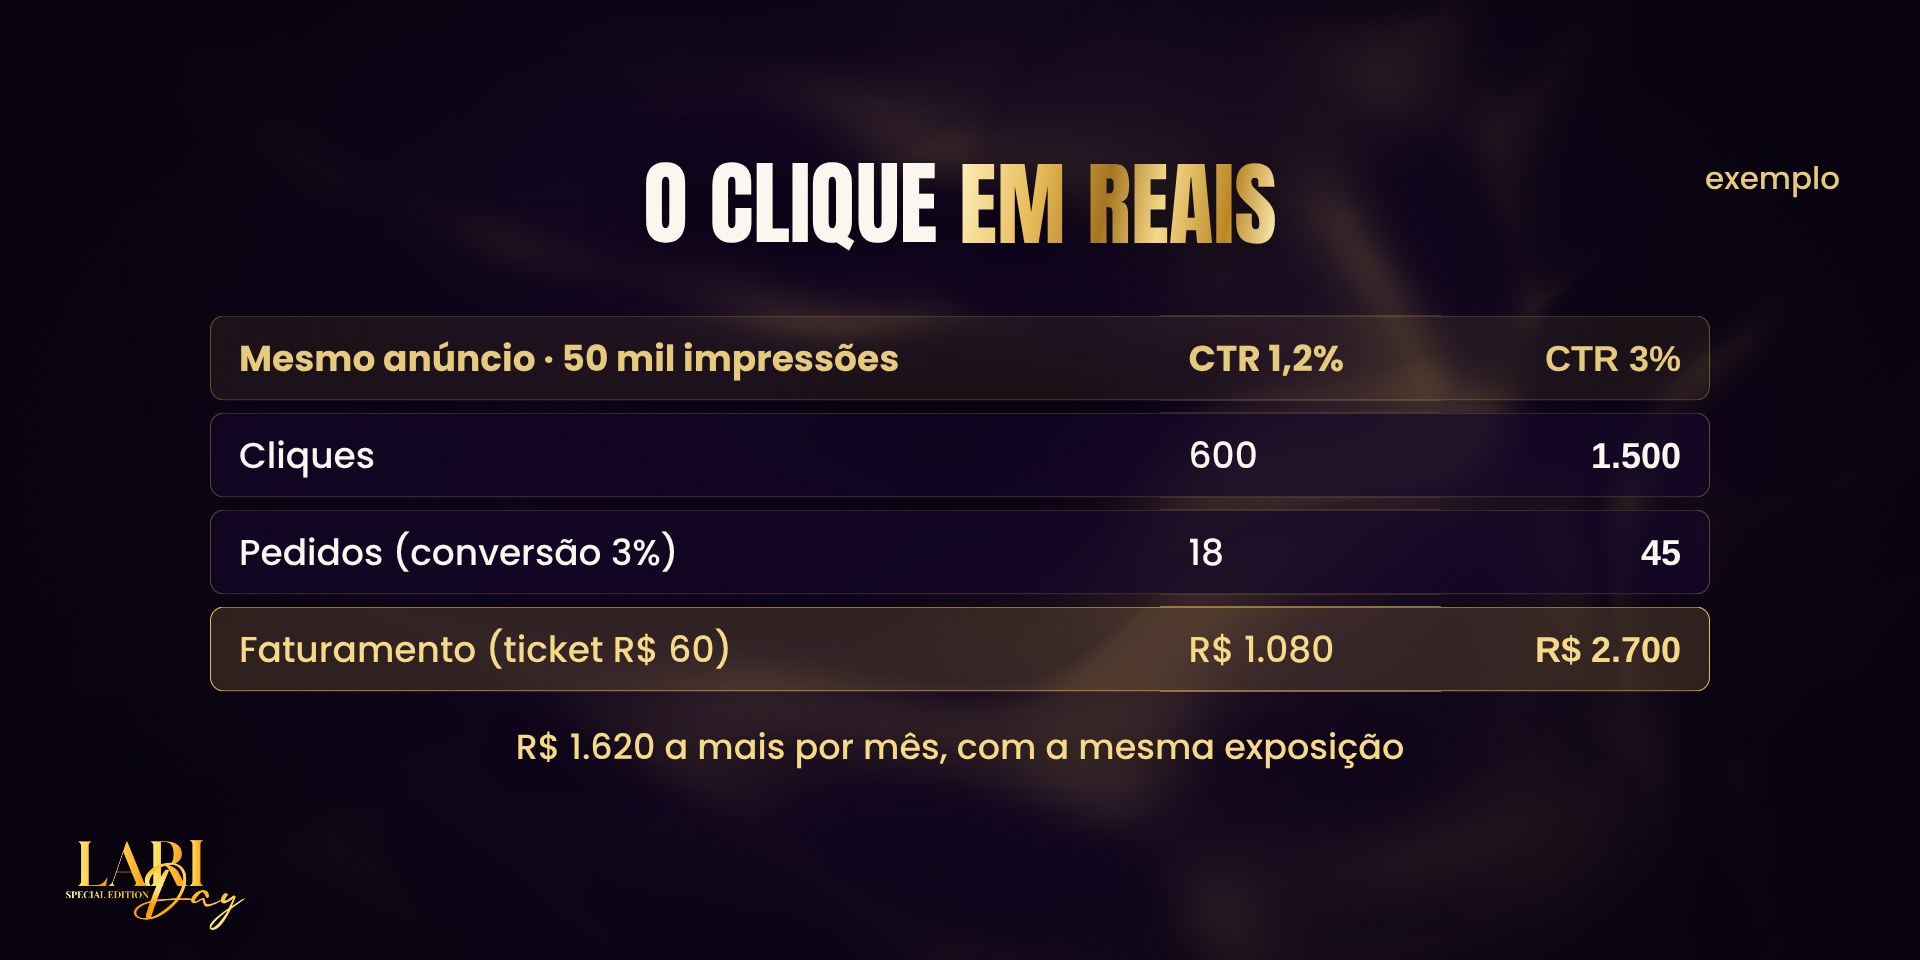 O CLIQUE EM REAIS
exemplo
Mesmo anúncio · 50 mil impressões CTR 1,2% CTR 3%
Cliques 600 1.500
Pedidos (conversão 3%) 18 45
Faturamento (ticket R$ 60) R$ 1.080 R$ 2.700
R$ 1.620 a mais por mês, com a mesma exposição
LABI
SPECIAL EDITION Day